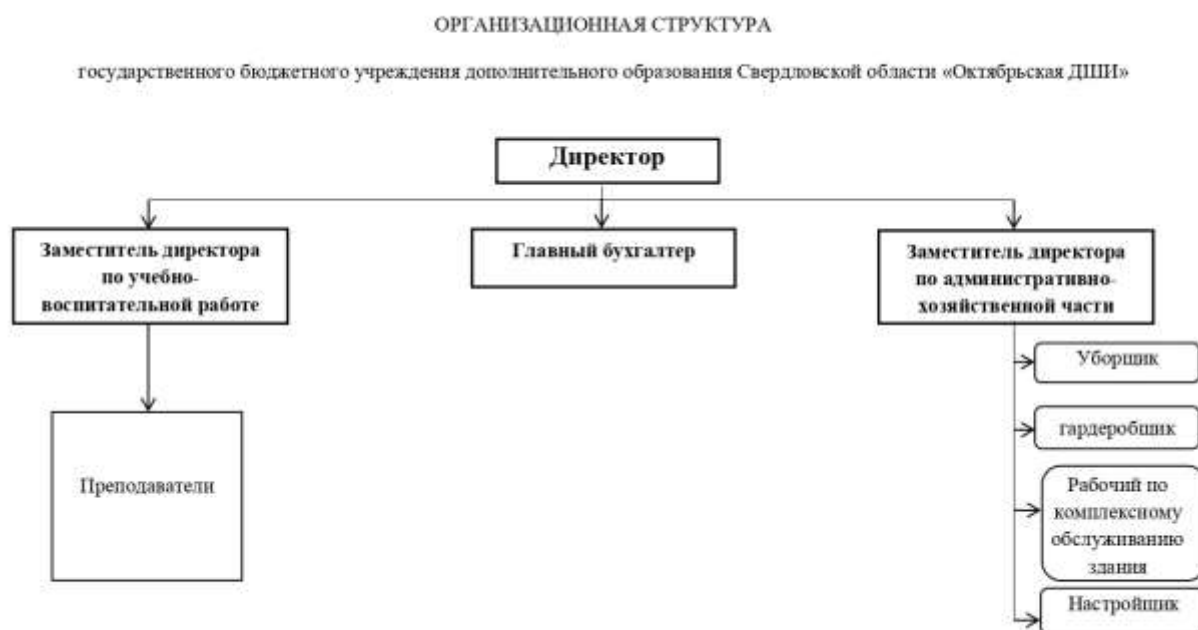 ОРГАНИЗАЦИОННАЯ СТРУКТУРА
государственного бюджетного учреждения дополнительного образования Свердловской области «Октябрьская ДШИ»
Директор
Заместитель директора
по учебно-
воспитательной работе
Главный бухгалтер
Заместитель директора
по административно-
хозяйственной части
Преподаватели
Уборщик
гардеробщик
Рабочий по
комплексному
обслуживанию
здания
Настройщик